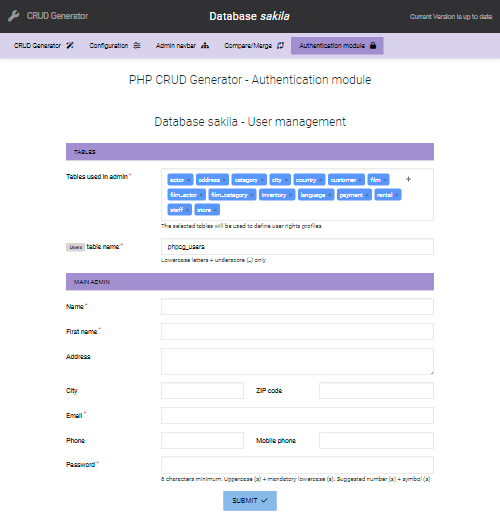 CRUD Generator
Database sakila
Current Version is up to date
CRUD Generator
Configuration
Admin navbar
Compare/Merge
Authentication module
PHP CRUD Generator - Authentication module
Database sakila - User management
TABLES
Tables used in admin *
actor × address × category × city × country × customer × film × +
film_actor × film_category × inventory × language × payment × rental ×
staff × store ×
The selected tables will be used to define user rights profiles
Users table name * phpcg_users
Lowercase letters + underscore (_) only
MAIN ADMIN
Name *
First name *
Address
City ZIP code
Email *
Phone Mobile phone
Password *
8 characters minimum. Uppercase (s) + mandatory lowercase (s). Suggested number (s) + symbol (s)
SUBMIT ✓